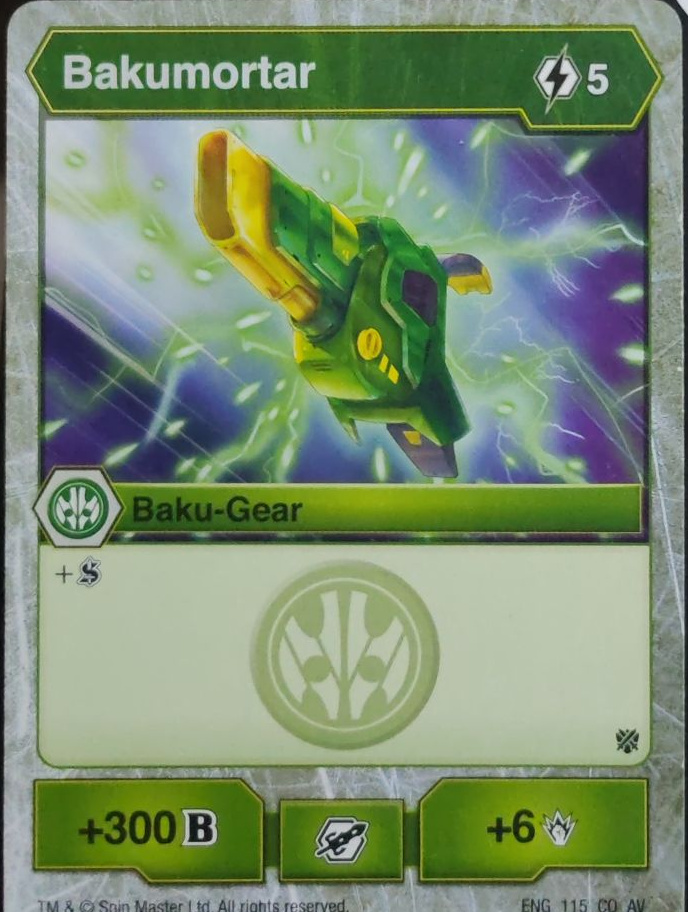 Bakumortar
5
Baku-Gear
+
+300 B
+6
TM & © Spin Master Ltd. All rights reserved.
ENG 115 CO AV